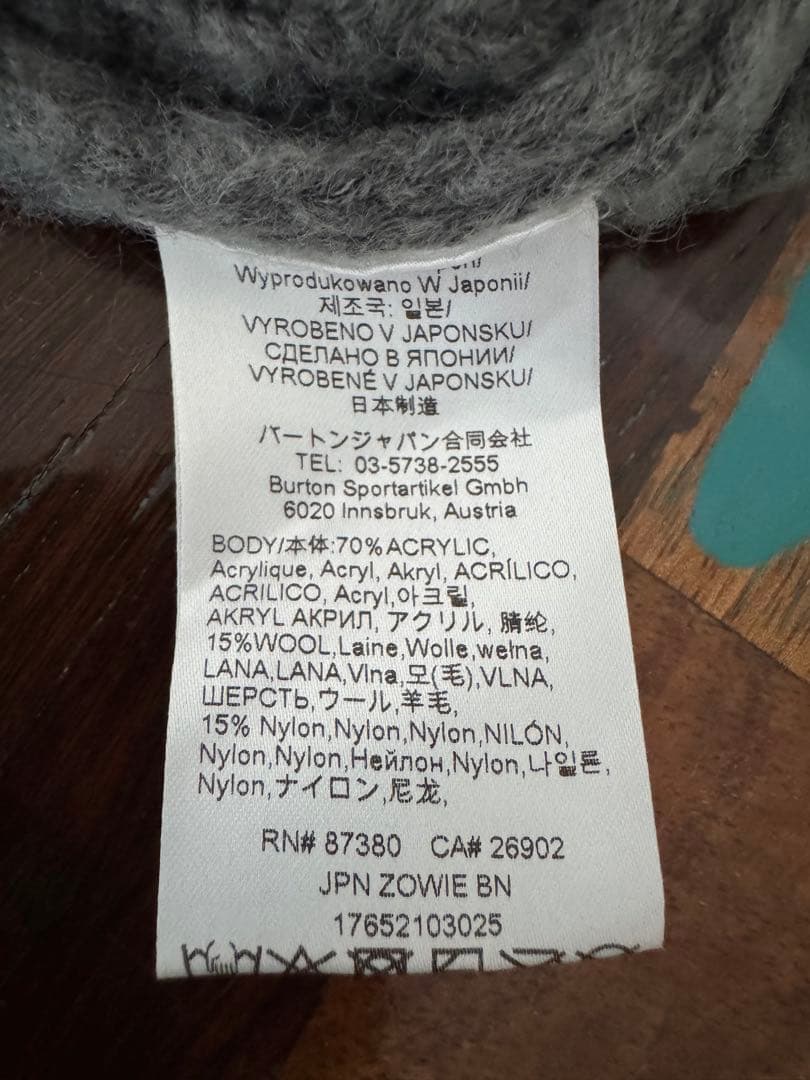 Wyprodukowano W Japonii/
제조국: 일본/
VYROBENO V JAPONSKU/
СДЕЛАНО В ЯПОНИИ/
VYROBENÉ V JAPONSKU/
日本制造
バートンジャパン合同会社
TEL: 03-5738-2555
Burton Sportartikel Gmbh
6020 Innsbruk, Austria
BODY/本体:70%ACRYLIC,
Acrylique, Acryl, Akryl, ACRÍLICO,
ACRILICO, Acryl,아크릴,
AKRYL АКРИЛ, アクリル, 腈纶,
15%WOOL,Laine,Wolle,wełna,
LANA,LANA,Vlna,모(毛),VLNA,
ШЕРСТЬ,ウール,羊毛,
15% Nylon,Nylon,Nylon,NILÓN,
Nylon,Nylon,Нейлон,Nylon,나일론,
Nylon,ナイロン,尼龙,
RN# 87380 CA# 26902
JPN ZOWIE BN
17652103025